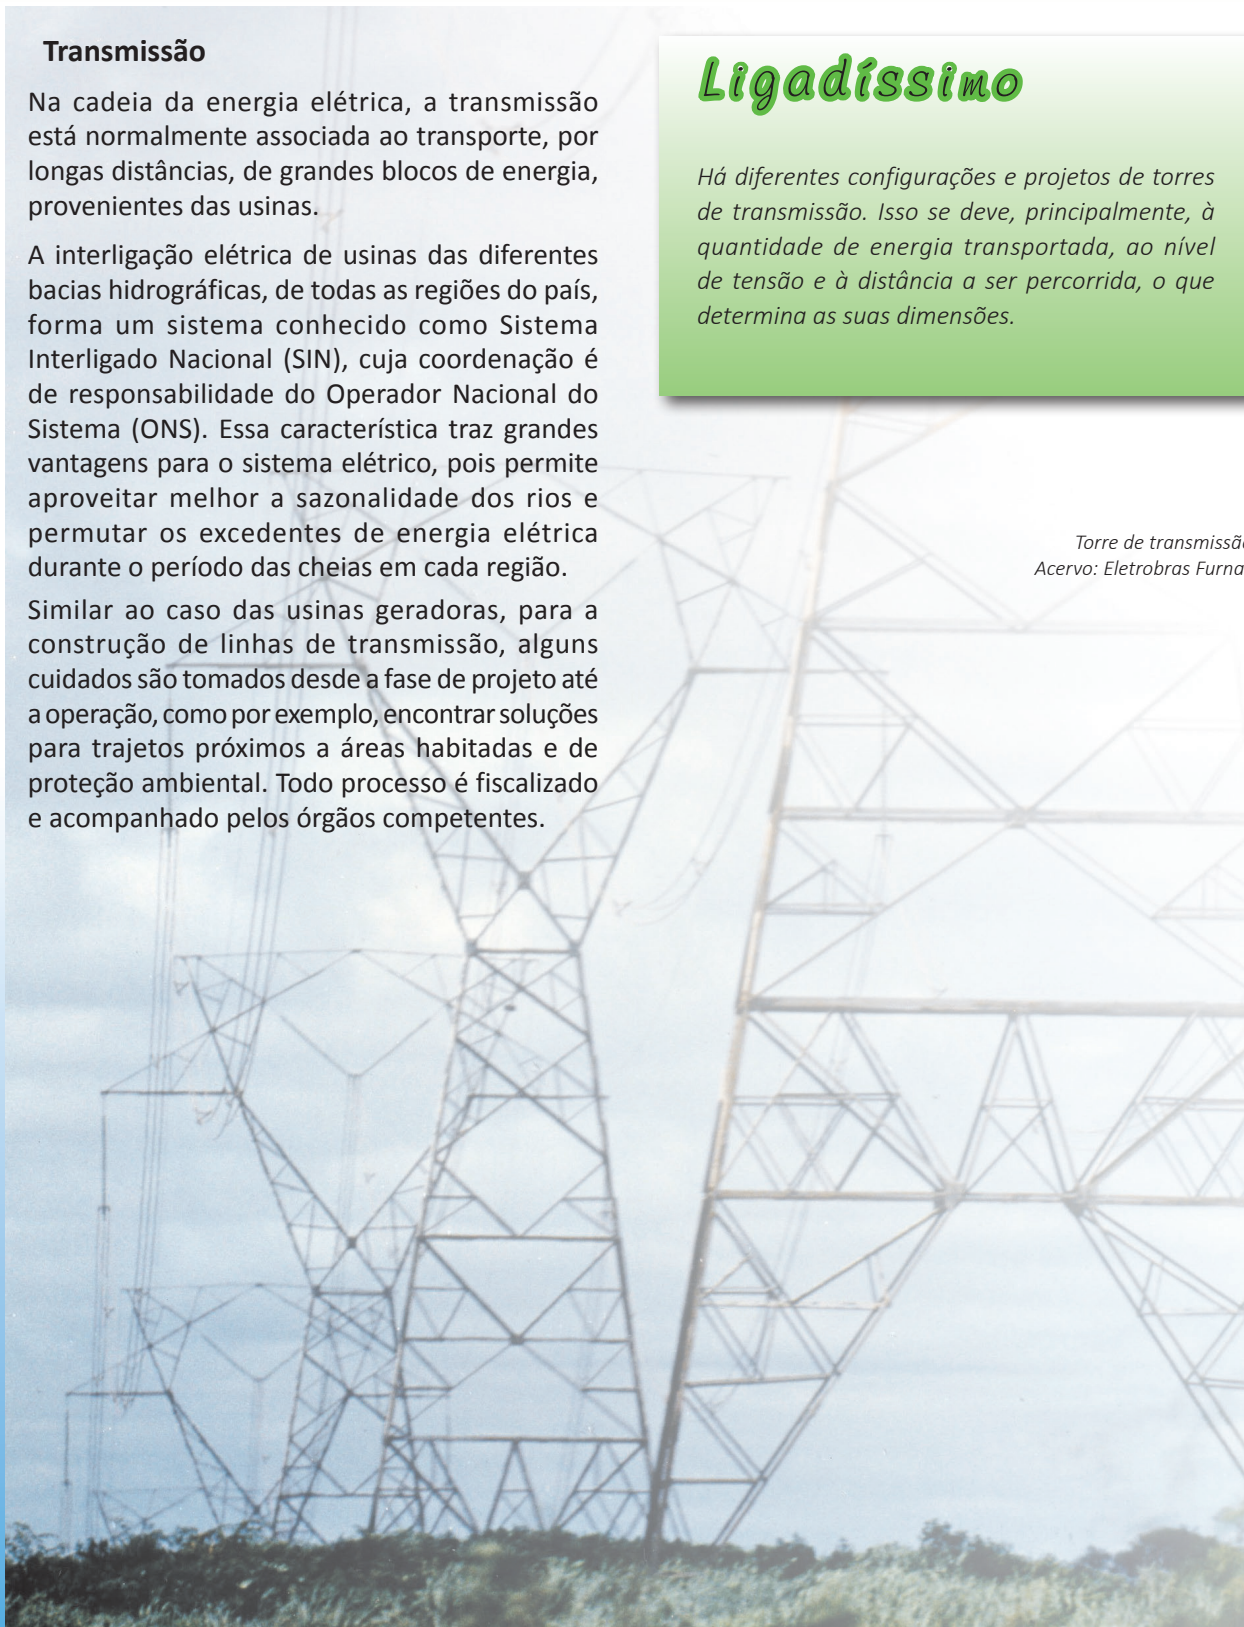 Transmissão
Na cadeia da energia elétrica, a transmissão
está normalmente associada ao transporte, por
longas distâncias, de grandes blocos de energia,
provenientes das usinas.
A interligação elétrica de usinas das diferentes
bacias hidrográficas, de todas as regiões do país,
forma um sistema conhecido como Sistema
Interligado Nacional (SIN), cuja coordenação é
de responsabilidade do Operador Nacional do
Sistema (ONS). Essa característica traz grandes
vantagens para o sistema elétrico, pois permite
aproveitar melhor a sazonalidade dos rios e
permutar os excedentes de energia elétrica
durante o período das cheias em cada região.
Similar ao caso das usinas geradoras, para a
construção de linhas de transmissão, alguns
cuidados são tomados desde a fase de projeto até
a operação, como por exemplo, encontrar soluções
para trajetos próximos a áreas habitadas e de
proteção ambiental. Todo processo é fiscalizado
e acompanhado pelos órgãos competentes.
Ligadíssimo
Há diferentes configurações e projetos de torres
de transmissão. Isso se deve, principalmente, à
quantidade de energia transportada, ao nível
de tensão e à distância a ser percorrida, o que
determina as suas dimensões.
Torre de transmissã
Acervo: Eletrobras Furna